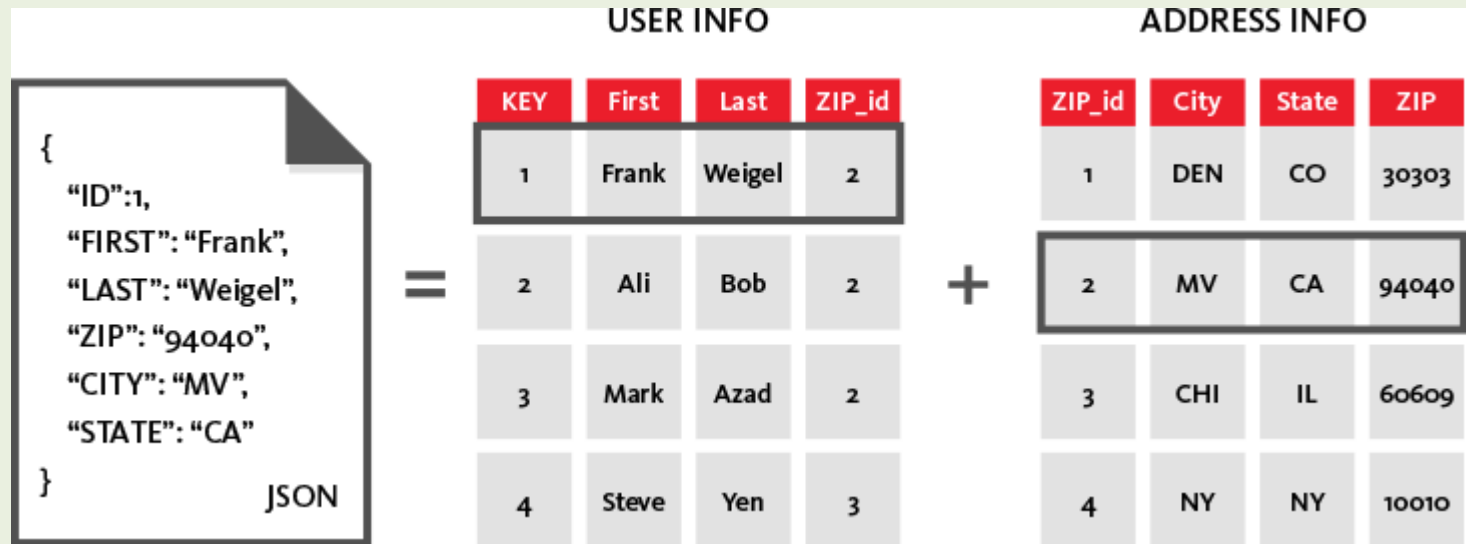 USER INFO
ADDRESS INFO
{
“ID”:1,
“FIRST”: “Frank”,
“LAST”: “Weigel”,
“ZIP”: “94040”,
“CITY”: “MV”,
“STATE”: “CA”
}
JSON
=
KEY First Last ZIP_id
1 Frank Weigel 2
2 Ali Bob 2
3 Mark Azad 2
4 Steve Yen 3
+
ZIP_id City State ZIP
1 DEN CO 30303
2 MV CA 94040
3 CHI IL 60609
4 NY NY 10010